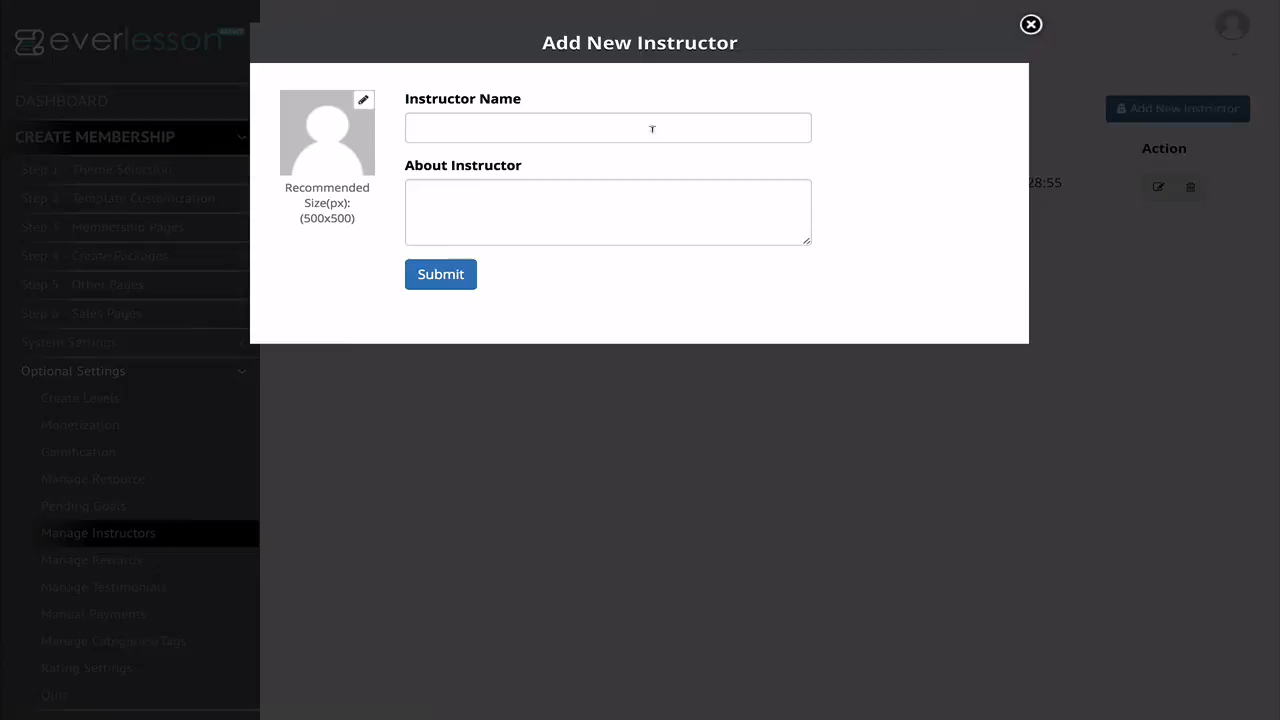 everlesson
Add New Instructor
DASHBOARD
CREATE MEMBERSHIP
Step 1 Theme Selection
Step 2 Template Customization
Step 3 Membership Pages
Step 4 Create Packages
Step 5 Other Pages
Step 6 Sales Pages
System Settings
Optional Settings
Create Levels
Monetization
Gamification
Manage Resource
Pending Goals
Manage Instructors
Manage Rewards
Manage Testimonials
Manual Payments
Manage Categories/Tags
Rating Settings
Instructor Name
About Instructor
Recommended
Size(px):
(500x500)
Submit
Add New Instructor
Action
28:55